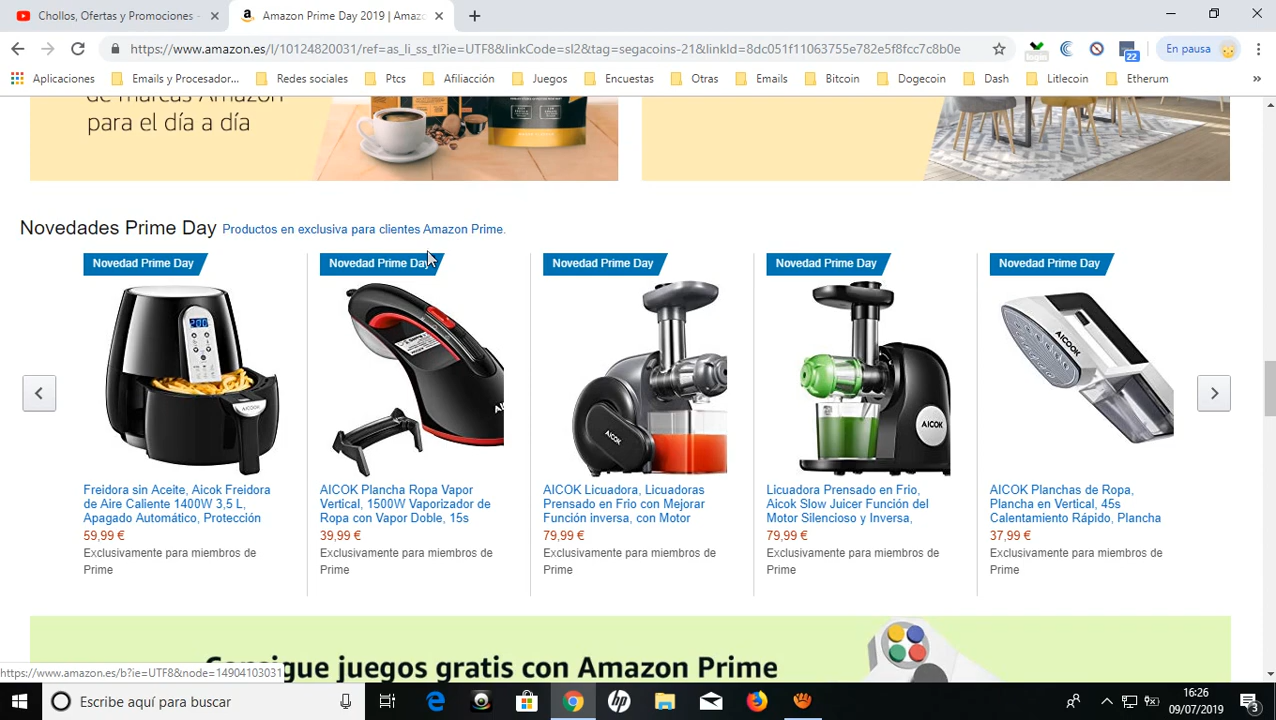 Chollos, Ofertas y Promociones -
Amazon Prime Day 2019 | Amazo
https://www.amazon.es/l/10124820031/ref=as_li_ss_tl?ie=UTF8&linkCode=sl2&tag=segacoins-21&linkId=8dc051f11063755e782e5f8fcc7c8b0e
22
En pausa
Aplicaciones
Emails y Procesador...
Redes sociales
Ptcs
Afiliacción
Juegos
Encuestas
Otras
Emails
Bitcoin
Dogecoin
Dash
Litlecoin
Etherum
»
de marcas Amazon
para el día a día
Novedades Prime Day Productos en exclusiva para clientes Amazon Prime.
Novedad Prime Day
Novedad Prime Day
Novedad Prime Day
Novedad Prime Day
Novedad Prime Day
AICOK
AICOK
AICOK
AICOK
Freidora sin Aceite, Aicok Freidora
de Aire Caliente 1400W 3,5 L,
Apagado Automático, Protección
59,99 €
Exclusivamente para miembros de
Prime
AICOK Plancha Ropa Vapor
Vertical, 1500W Vaporizador de
Ropa con Vapor Doble, 15s
39,99 €
Exclusivamente para miembros de
Prime
AICOK Licuadora, Licuadoras
Prensado en Frio con Mejorar
Función inversa, con Motor
79,99 €
Exclusivamente para miembros de
Prime
Licuadora Prensado en Frio,
Aicok Slow Juicer Función del
Motor Silencioso y Inversa,
79,99 €
Exclusivamente para miembros de
Prime
AICOK Planchas de Ropa,
Plancha en Vertical, 45s
Calentamiento Rápido, Plancha
37,99 €
Exclusivamente para miembros de
Prime
Consigue juegos gratis con Amazon Prime
https://www.amazon.es/b?ie=UTF8&node=14904103031
Escribe aquí para buscar
hp
16:26
09/07/2019
3